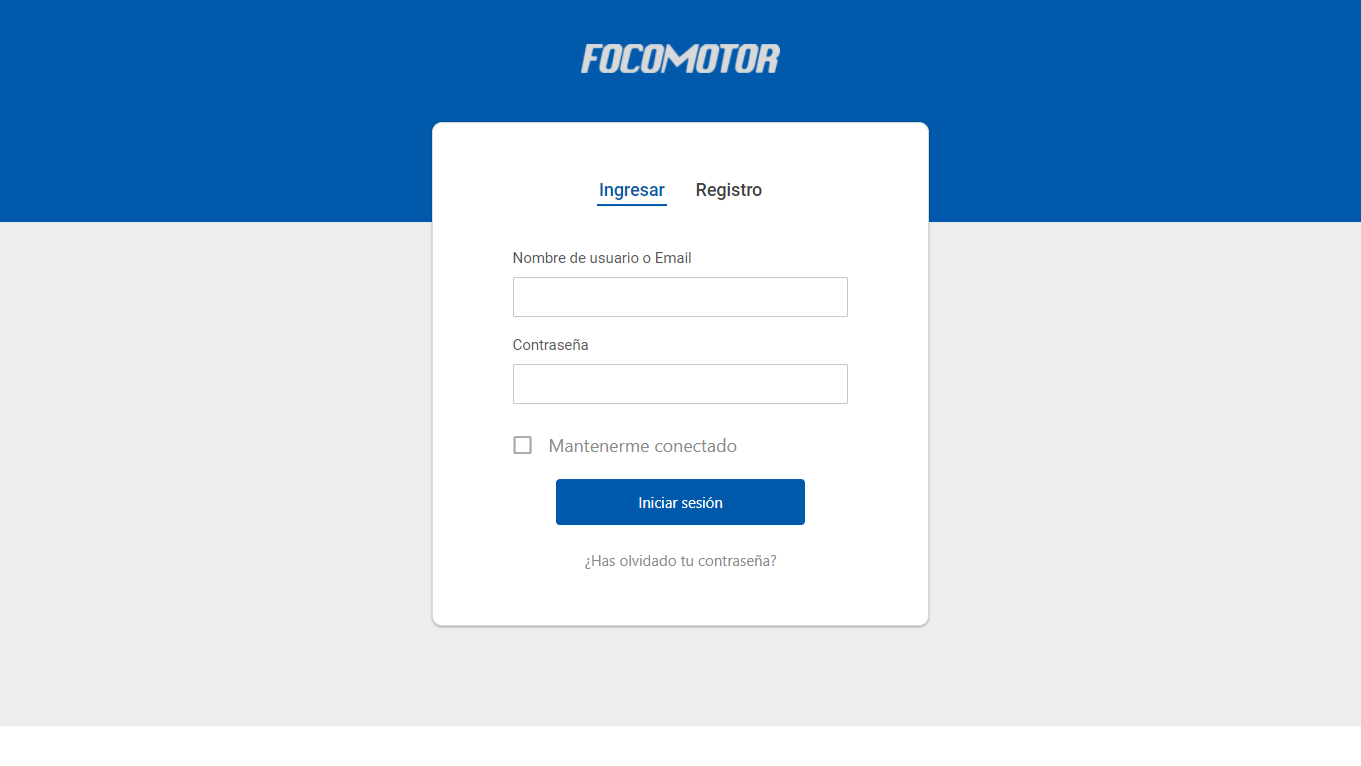 FOCOMOTOR
Ingresar Registro
Nombre de usuario o Email
Contraseña
Mantenerme conectado
Iniciar sesión
¿Has olvidado tu contraseña?